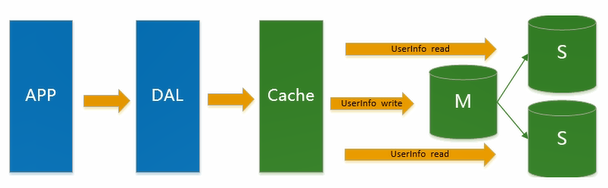 APP
DAL
Cache
UserInfo read
UserInfo write
UserInfo read
M
S
S